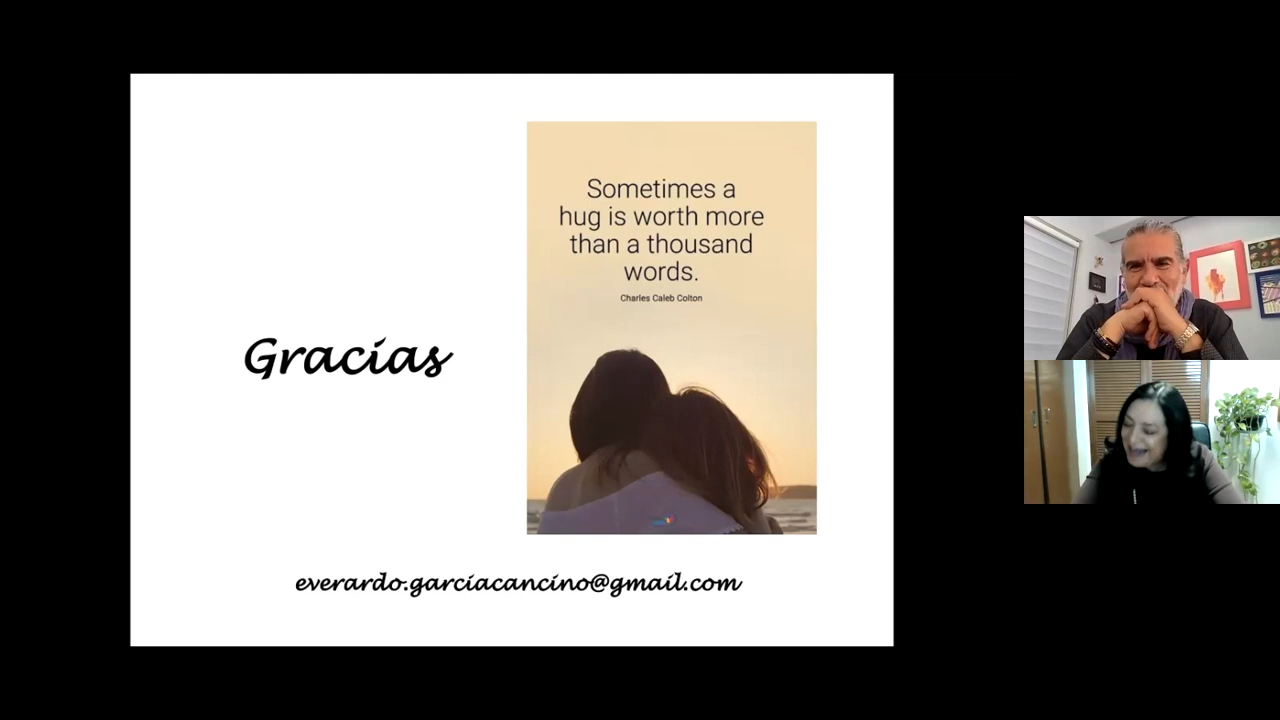 Gracias
Sometimes a
hug is worth more
than a thousand
words.
Charles Caleb Colton
everardo.garciacancino@gmail.com